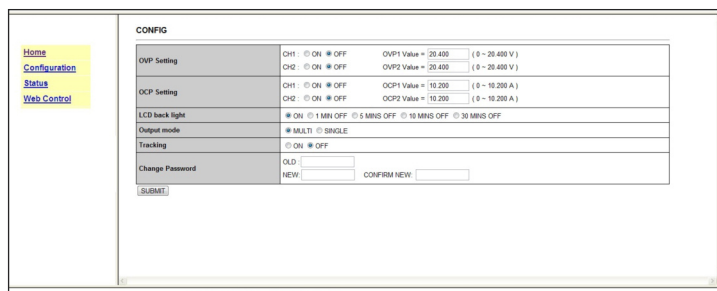 CONFIG
Home
Configuration
Status
Web Control
OVP Setting
CH1 : ON OFF OVP1 Value = 20.400 ( 0 ~ 20.400 V )
CH2 : ON OFF OVP2 Value = 20.400 ( 0 ~ 20.400 V )
OCP Setting
CH1 : ON OFF OCP1 Value = 10.200 ( 0 ~ 10.200 A )
CH2 : ON OFF OCP2 Value = 10.200 ( 0 ~ 10.200 A )
LCD back light ON 1 MIN OFF 5 MINS OFF 10 MINS OFF 30 MINS OFF
Output mode MULTI SINGLE
Tracking ON OFF
Change Password
OLD :
NEW: CONFIRM NEW:
SUBMIT